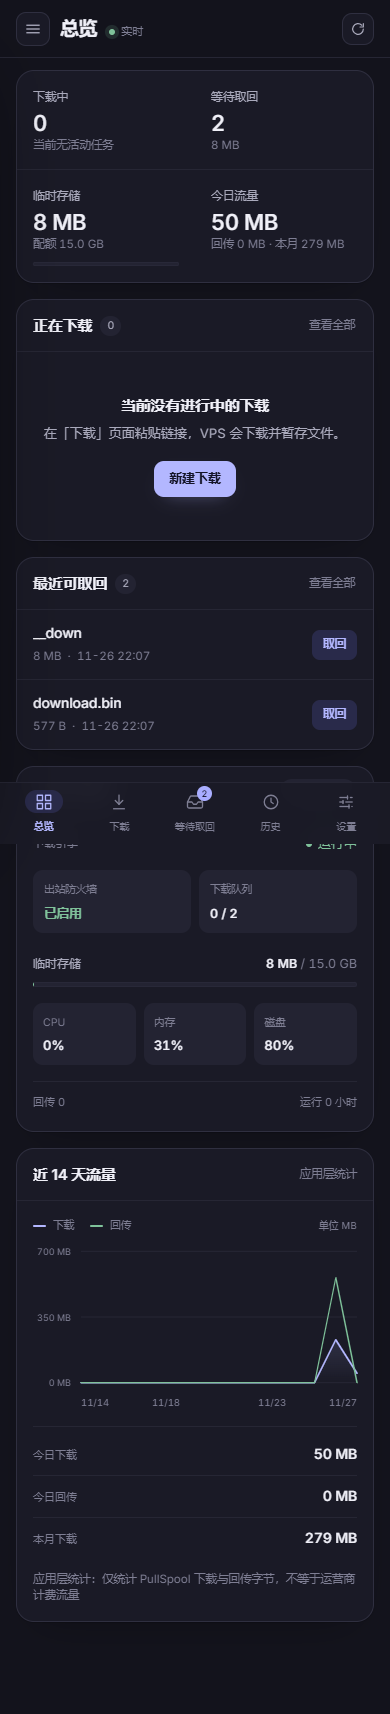 总览
实时
下载中
0
当前无活动任务
等待取回
2
8 MB
临时存储
8 MB
配额 15.0 GB
今日流量
50 MB
回传 0 MB · 本月 279 MB
正在下载 0
查看全部
当前没有进行中的下载
在「下载」页面粘贴链接，VPS 会下载并暂存文件。
新建下载
最近可取回 2
查看全部
__down
8 MB · 11-26 22:07
取回
download.bin
577 B · 11-26 22:07
取回
总览
下载
2
等待取回
历史
设置
下载引擎
运行中
出站防火墙
已启用
下载队列
0 / 2
临时存储
8 MB / 15.0 GB
CPU
0%
内存
31%
磁盘
80%
回传 0
运行 0 小时
近 14 天流量
应用层统计
下载
回传
单位 MB
700 MB
350 MB
0 MB
11/14
11/18
11/23
11/27
今日下载
50 MB
今日回传
0 MB
本月下载
279 MB
应用层统计：仅统计 PullSpool 下载与回传字节，不等于运营商
计费流量